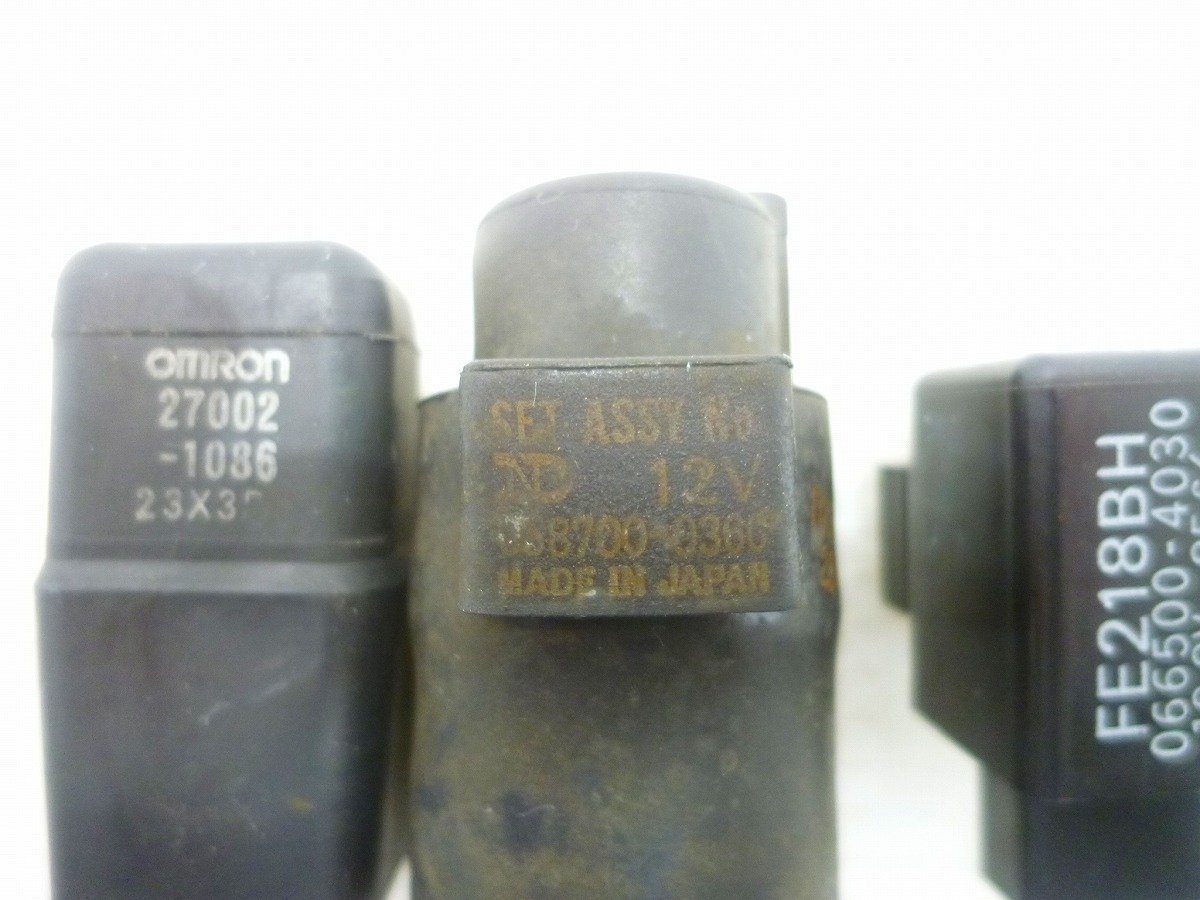 OMRON
27002
-1086
SET ASSY No
ND 12V
MADE IN JAPAN
FE218BH
066500-4030